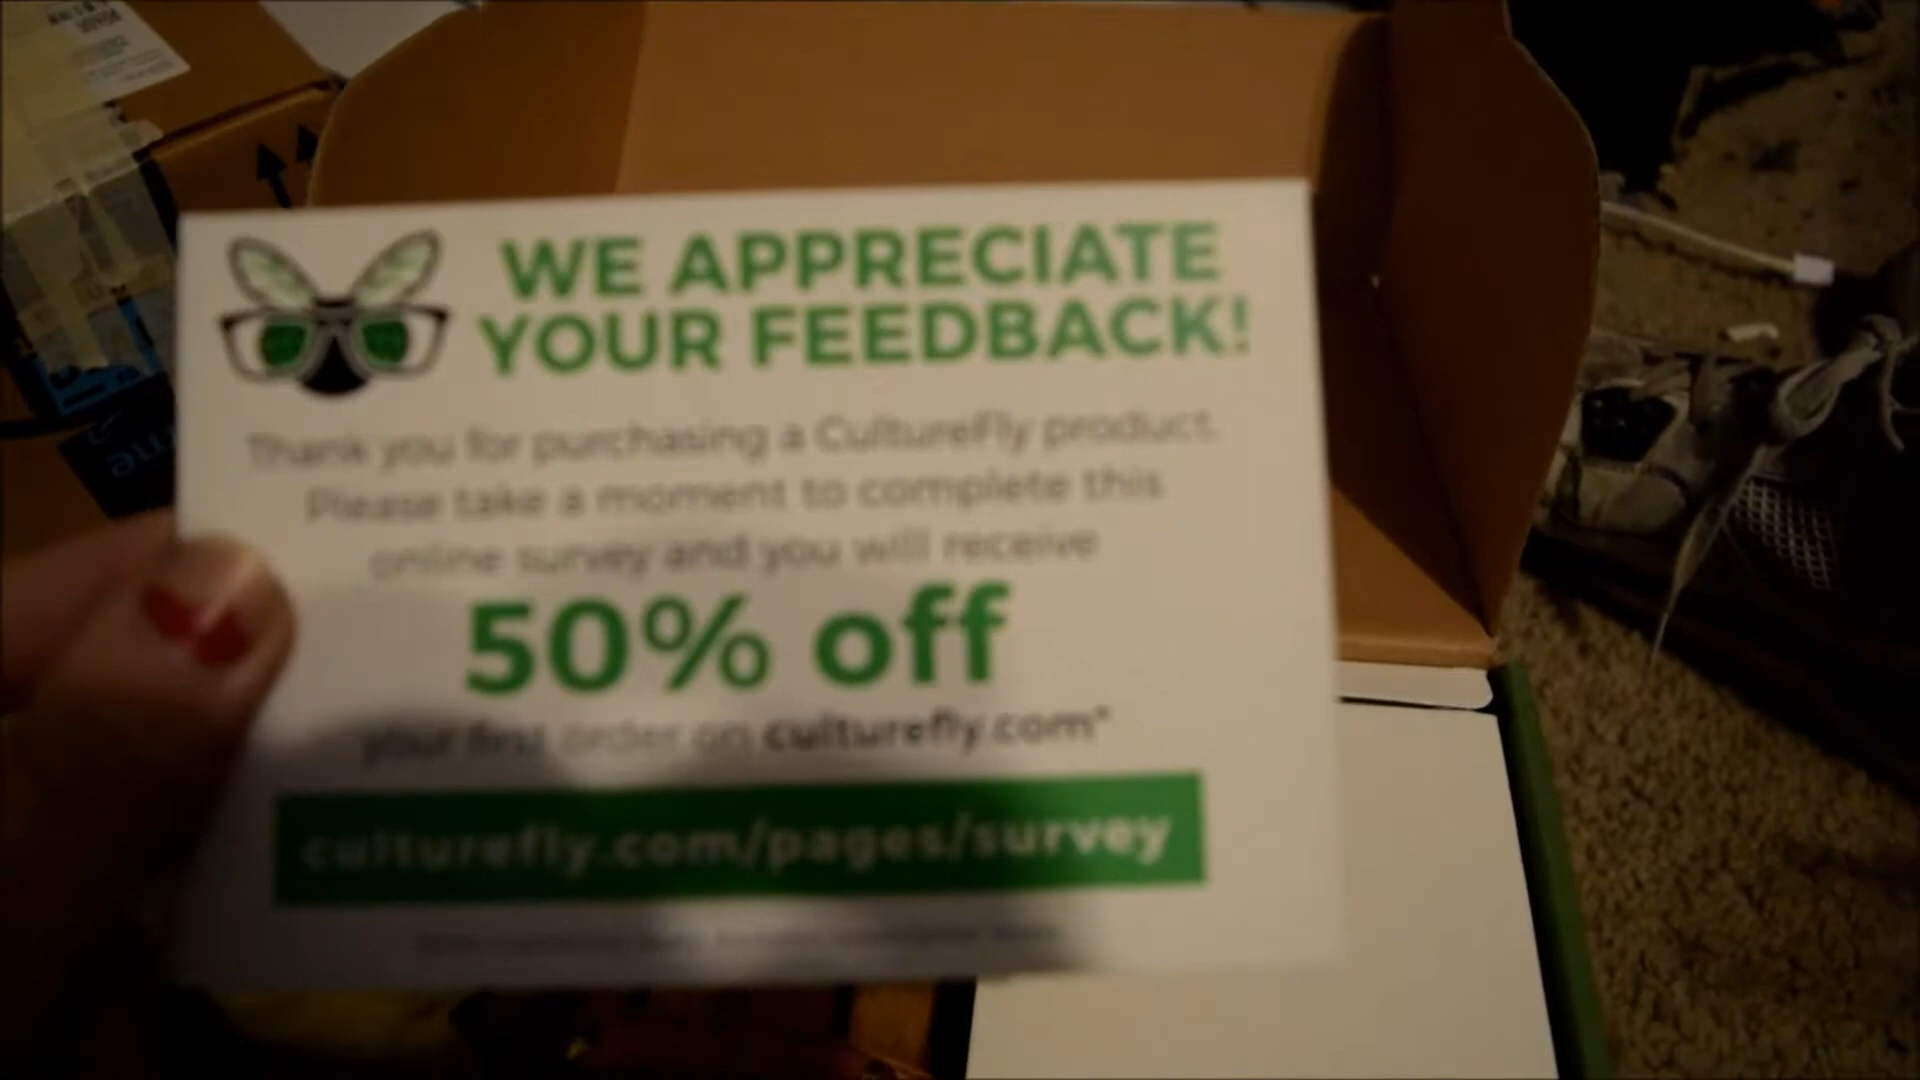 WE APPRECIATE
YOUR FEEDBACK!
Thank you for purchasing a CultureFly product.
Please take a moment to complete this
online survey and you will receive
50% off
your first order on culturefly.com*
culturefly.com/pages/survey